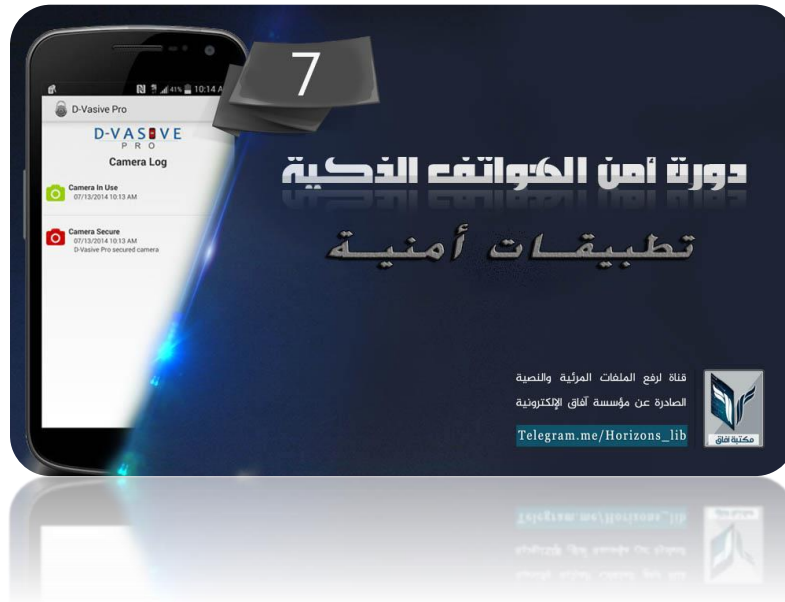 7
41% 10:14 A
D-Vasive Pro
D-VASIVE
PRO
Camera Log
Camera In Use
07/13/2014 10:13 AM
Camera Secure
07/13/2014 10:13 AM
D-Vasive Pro secured camera
دورة أمن الهواتف الذكية
تطبيقات أمنية
قناة لرفع الملفات المرئية والنصية
الصادرة عن مؤسسة آفاق الإلكترونية
Telegram.me/Horizons_lib
مكتبة آفاق